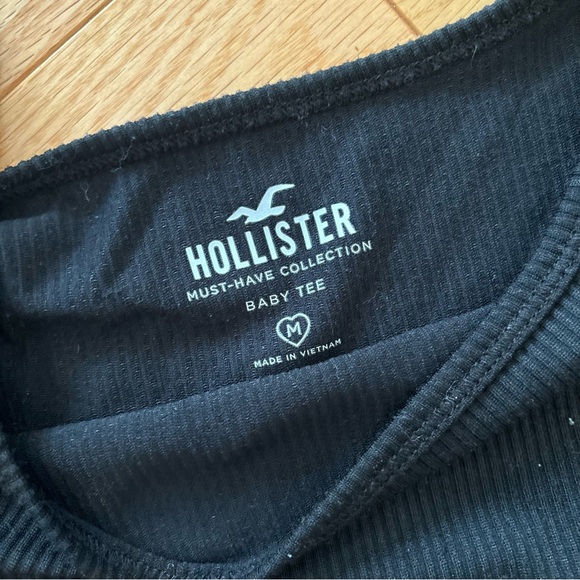 HOLLISTER
MUST-HAVE COLLECTION
BABY TEE
M
MADE IN VIETNAM